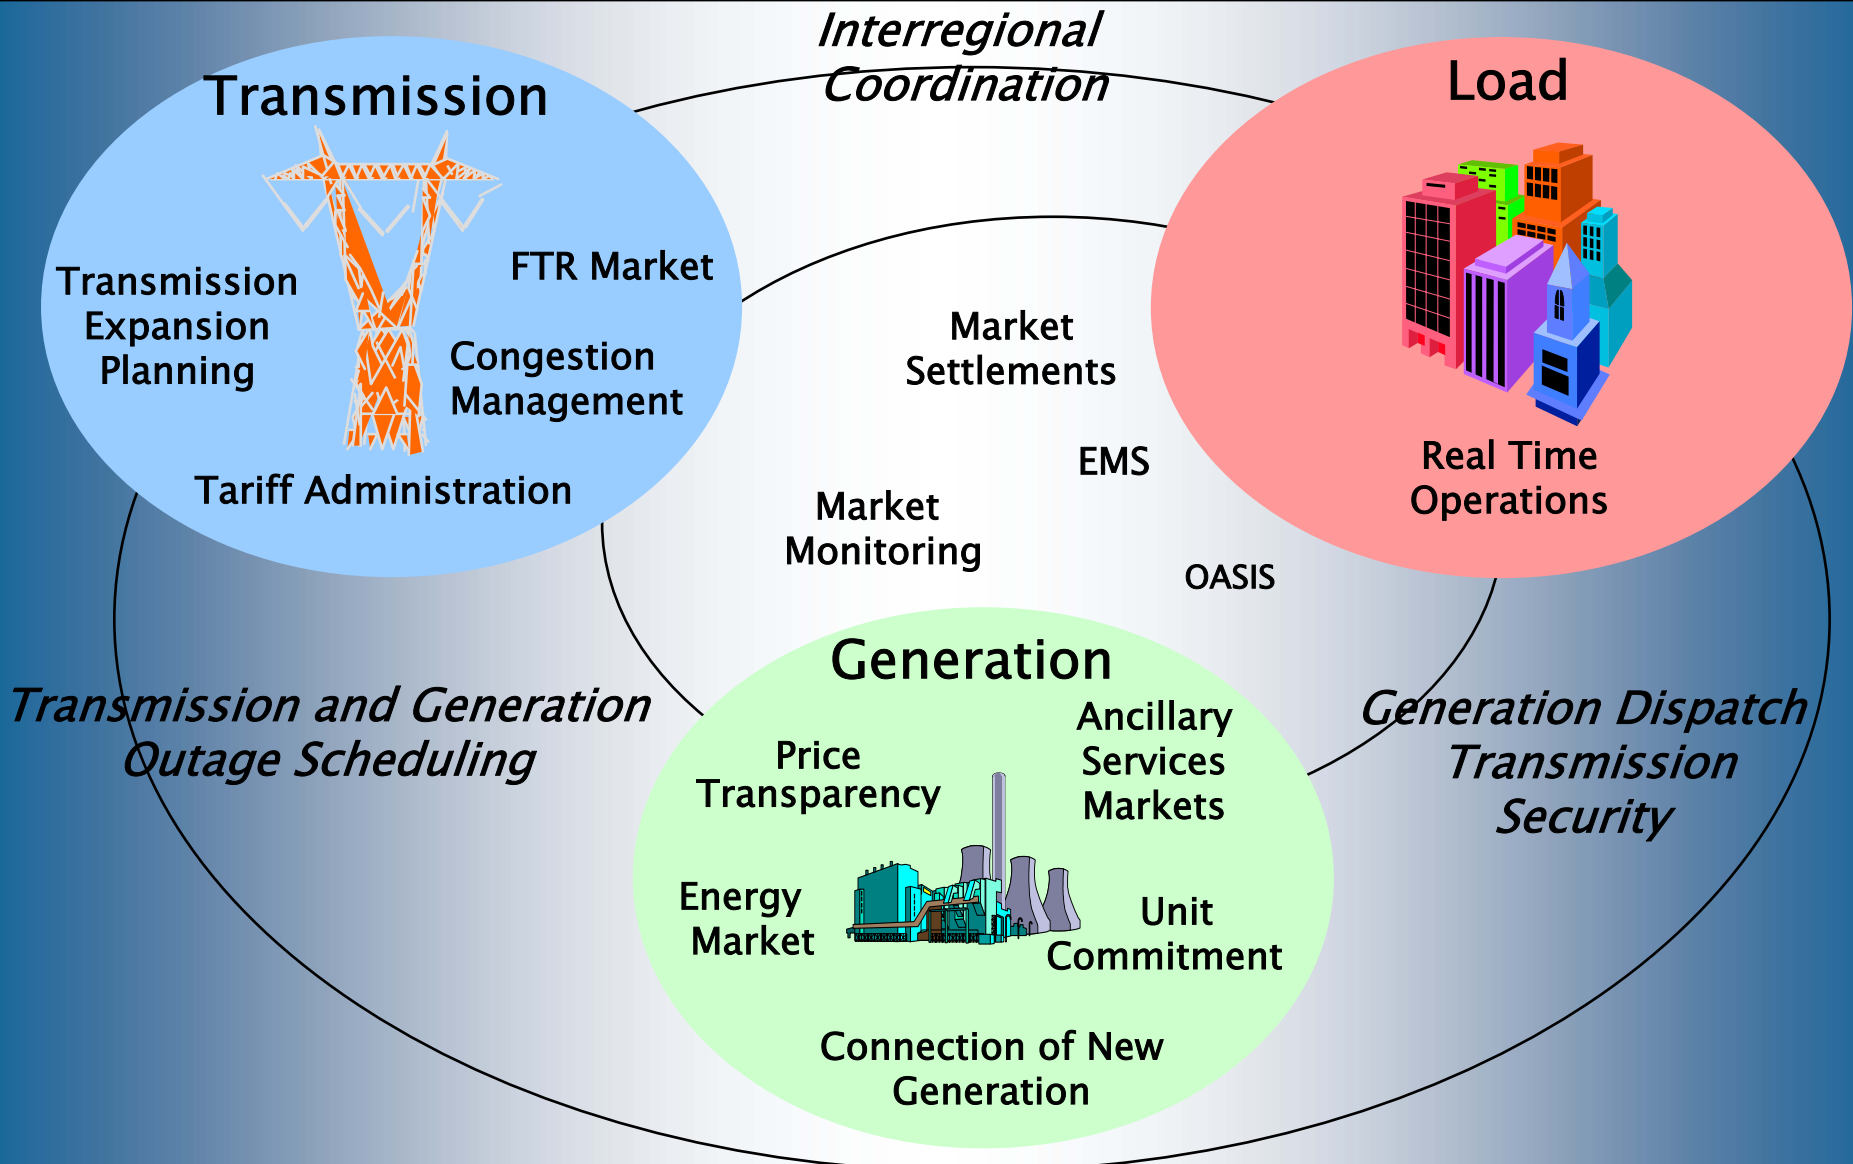 Interregional
Coordination
Transmission
FTR Market
Transmission
Expansion
Planning
Congestion
Management
Tariff Administration
Load
Real Time
Operations
Market
Settlements
EMS
Market
Monitoring
OASIS
Transmission and Generation
Outage Scheduling
Generation
Price
Transparency
Ancillary
Services
Markets
Energy
Market
Unit
Commitment
Connection of New
Generation
Generation Dispatch
Transmission
Security